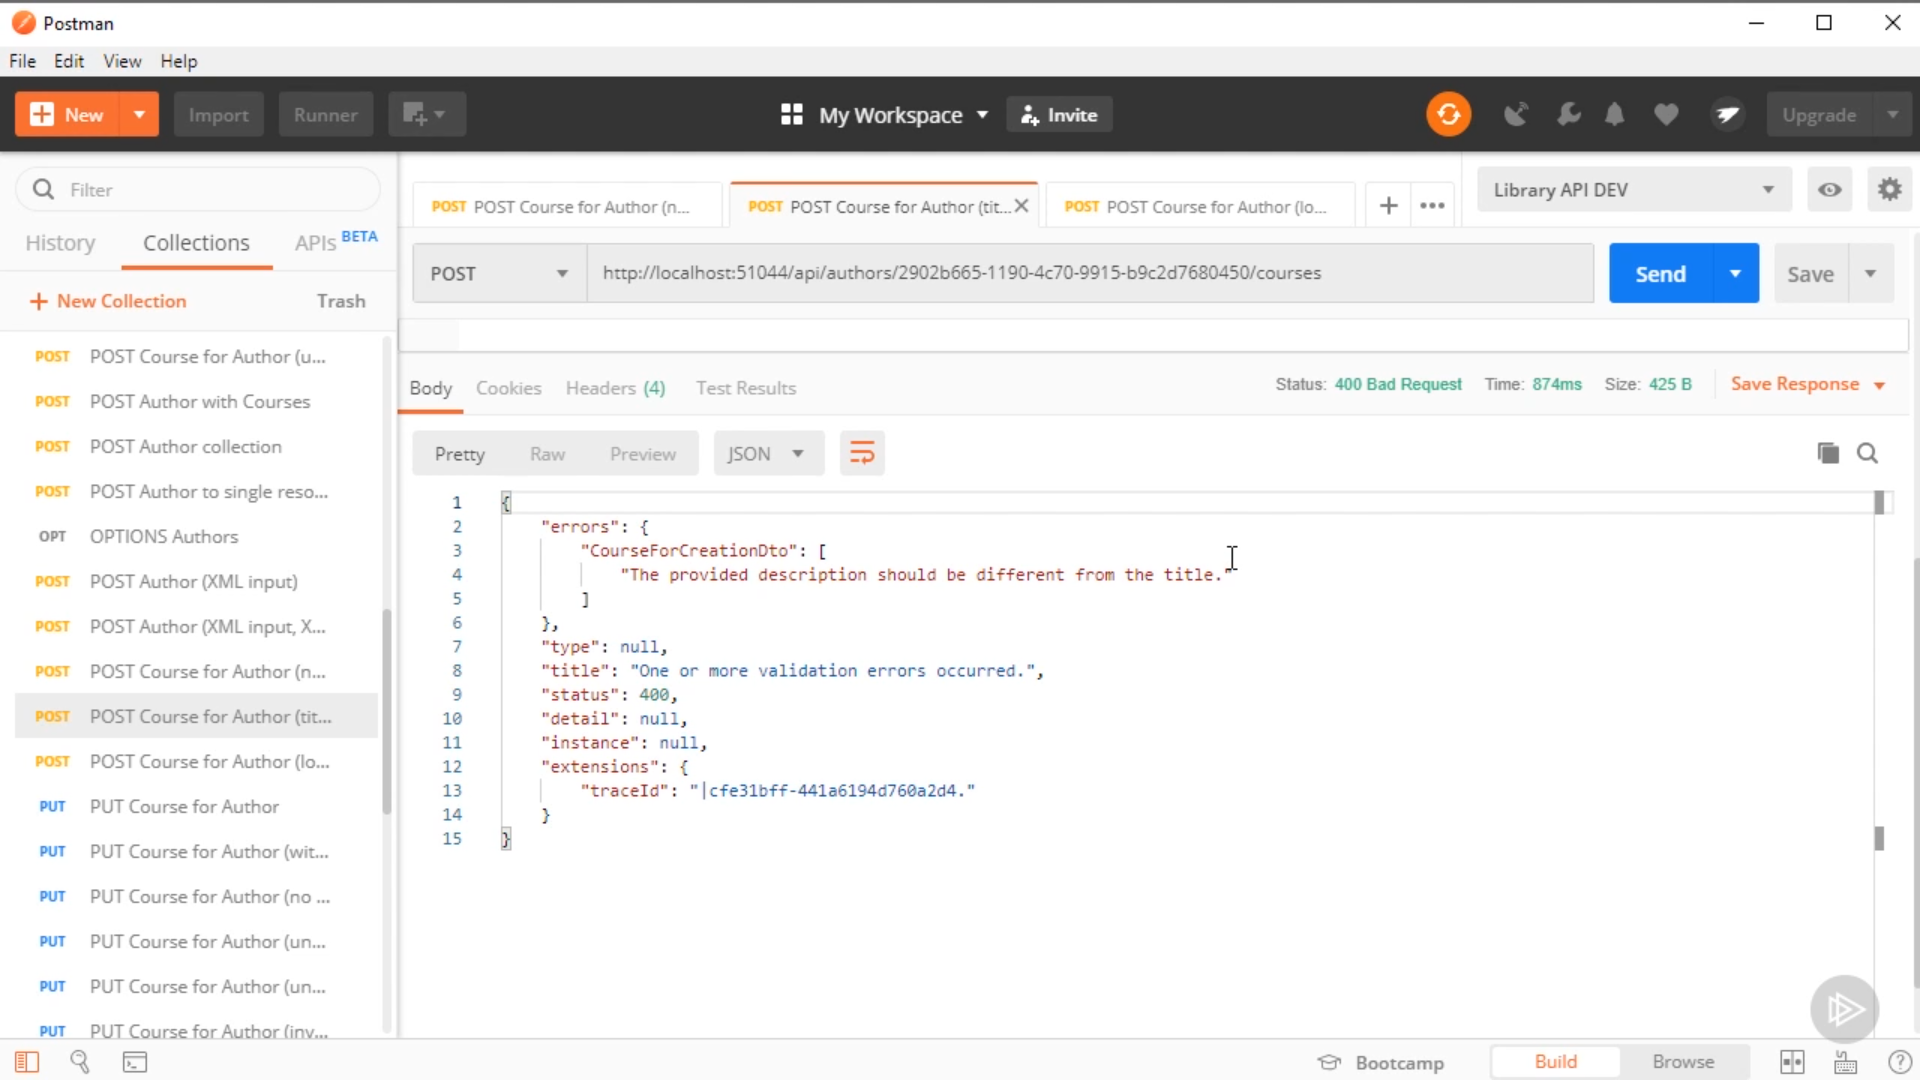 Postman
File Edit View Help
New Import Runner My Workspace Invite Upgrade
Filter
History Collections APIs BETA
New Collection Trash
POST POST Course for Author (u...
POST POST Author with Courses
POST POST Author collection
POST POST Author to single reso...
OPT OPTIONS Authors
POST POST Author (XML input)
POST POST Author (XML input, X...
POST POST Course for Author (n...
POST POST Course for Author (tit...
POST POST Course for Author (lo...
PUT PUT Course for Author
PUT PUT Course for Author (wit...
PUT PUT Course for Author (no ...
PUT PUT Course for Author (un...
PUT PUT Course for Author (un...
PUT PUT Course for Author (inv...
POST POST Course for Author (n... POST POST Course for Author (tit... POST POST Course for Author (lo... Library API DEV
POST http://localhost:51044/api/authors/2902b665-1190-4c70-9915-b9c2d7680450/courses Send Save
Body Cookies Headers (4) Test Results Status: 400 Bad Request Time: 874ms Size: 425 B Save Response
Pretty Raw Preview JSON
1 {
2 "errors": {
3 "CourseForCreationDto": [
4 "The provided description should be different from the title."
5 ]
6 },
7 "type": null,
8 "title": "One or more validation errors occurred.",
9 "status": 400,
10 "detail": null,
11 "instance": null,
12 "extensions": {
13 "traceId": "|cfe31bff-441a6194d760a2d4."
14 }
15 }
Bootcamp Build Browse